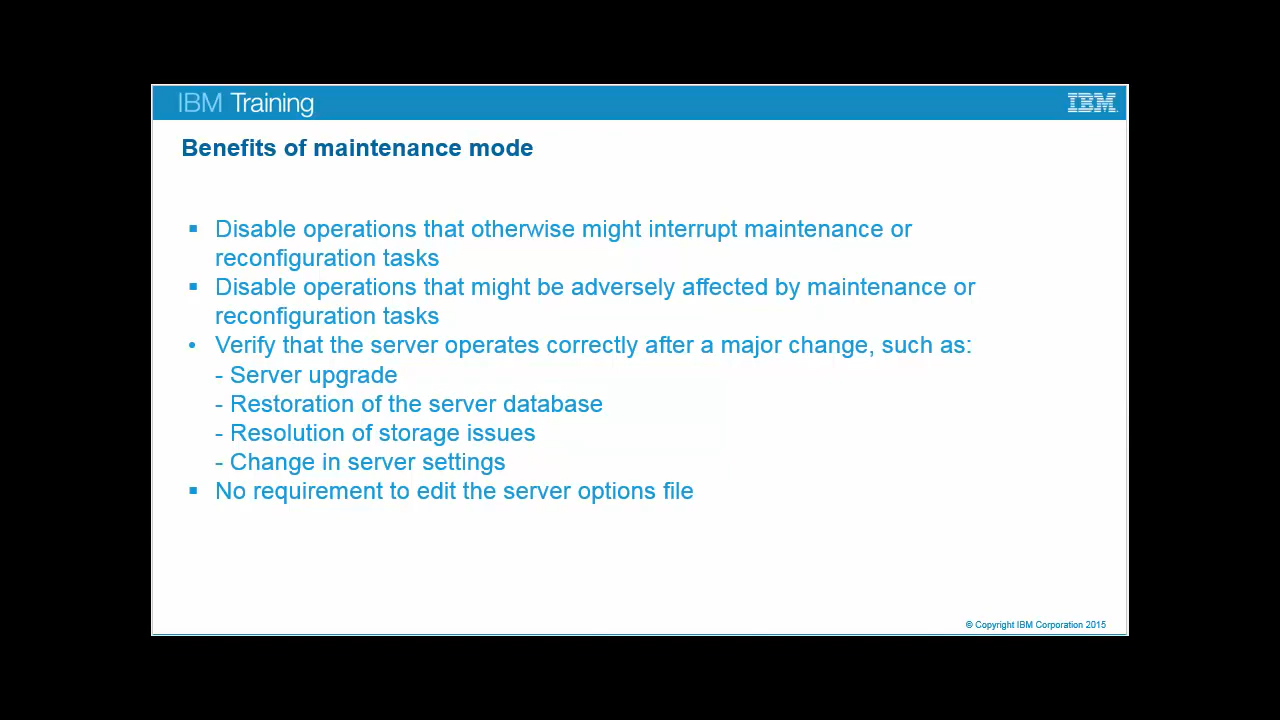 IBM Training
IBM
Benefits of maintenance mode
▪ Disable operations that otherwise might interrupt maintenance or
reconfiguration tasks
▪ Disable operations that might be adversely affected by maintenance or
reconfiguration tasks
• Verify that the server operates correctly after a major change, such as:
- Server upgrade
- Restoration of the server database
- Resolution of storage issues
- Change in server settings
▪ No requirement to edit the server options file
© Copyright IBM Corporation 2015